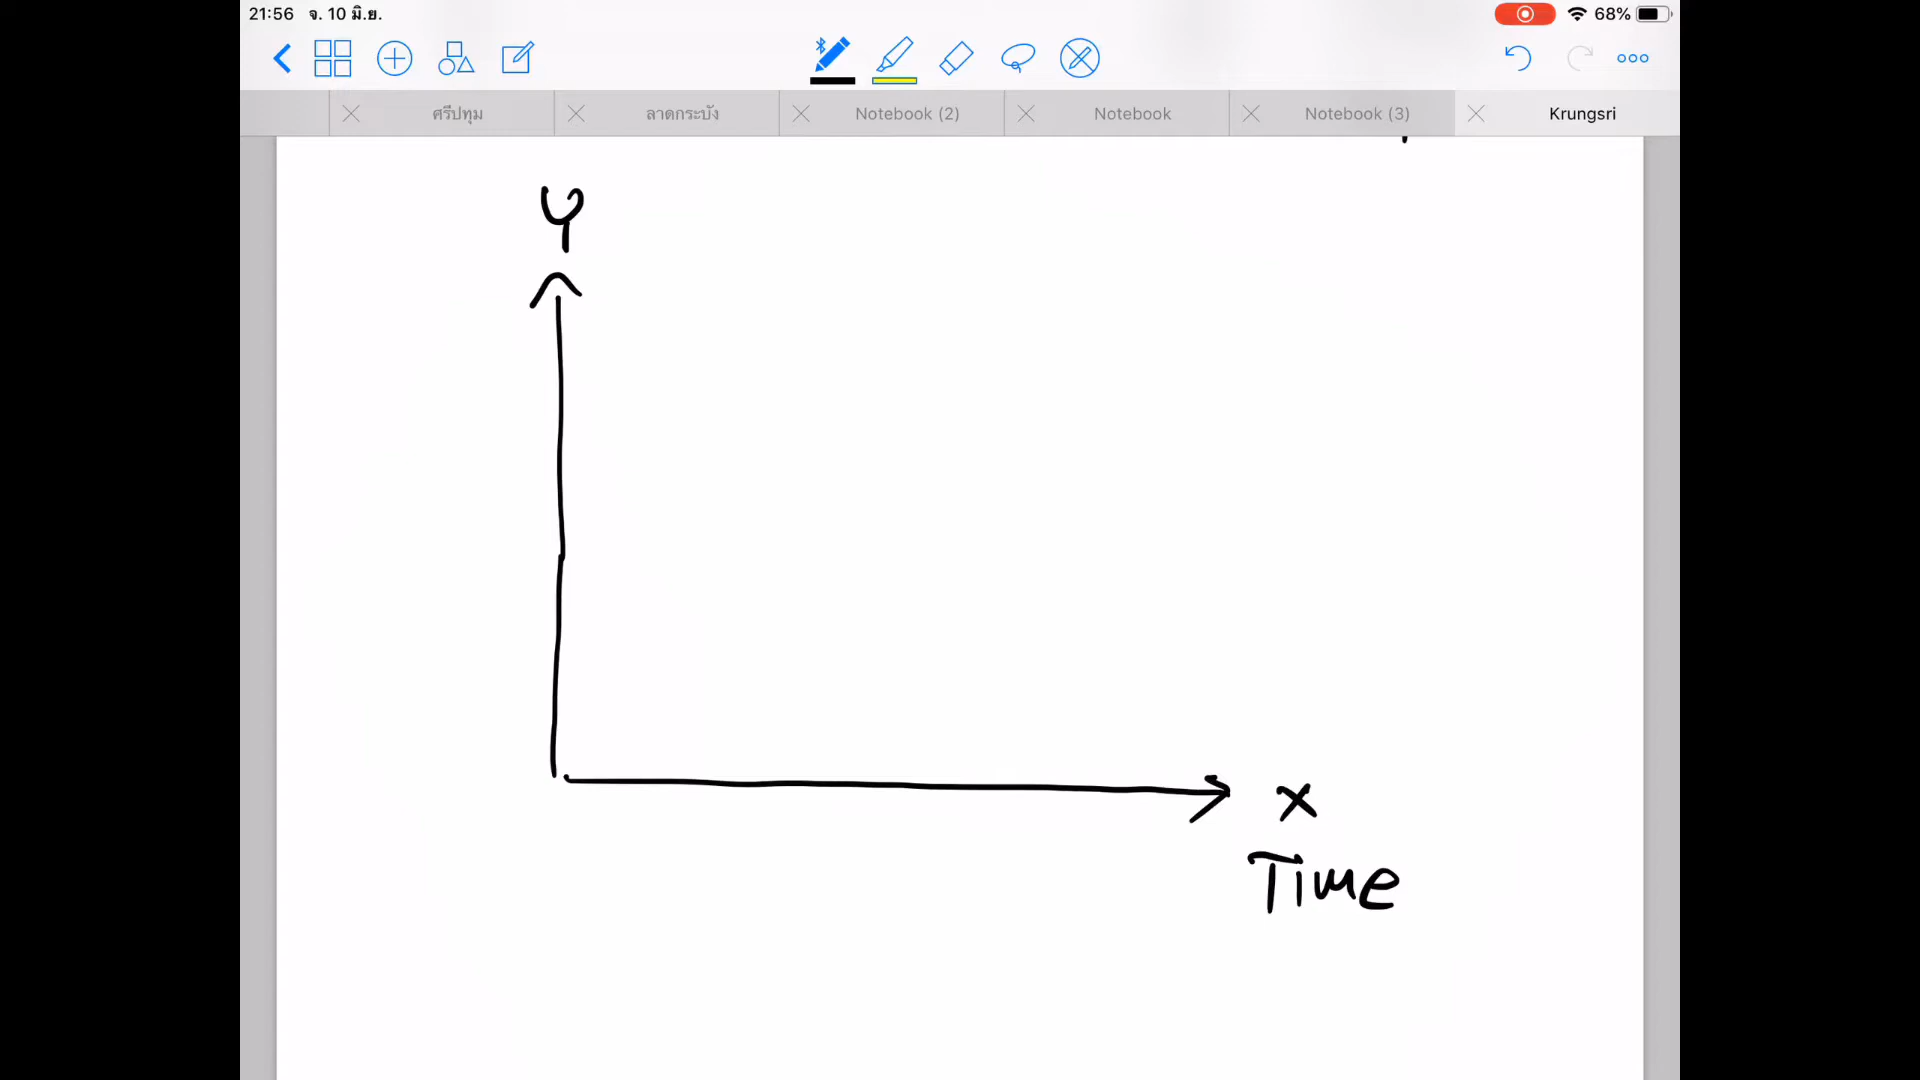 21:56 จ. 10 มิ.ย. 68%
ศรีปทุม ลาดกระบัง Notebook (2) Notebook Notebook (3) Krungsri
Y
X
Time